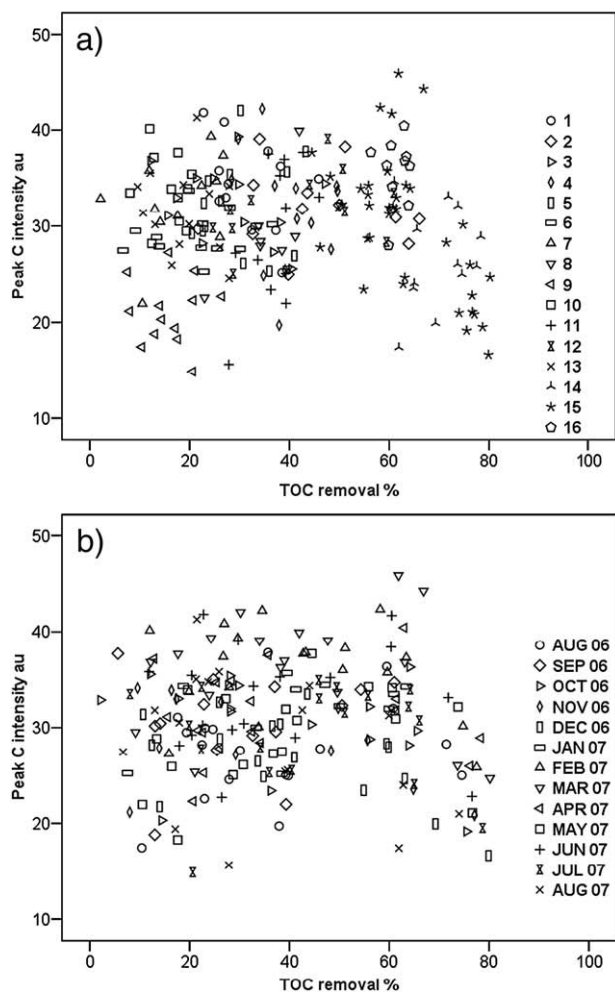 a)
50
40
30
20
10
Peak C intensity au
0 20 40 60 80 100
TOC removal %
1
2
3
4
5
6
7
8
9
10
11
12
13
14
15
16
b)
50
40
30
20
10
Peak C intensity au
0 20 40 60 80 100
TOC removal %
AUG 06
SEP 06
OCT 06
NOV 06
DEC 06
JAN 07
FEB 07
MAR 07
APR 07
MAY 07
JUN 07
JUL 07
AUG 07